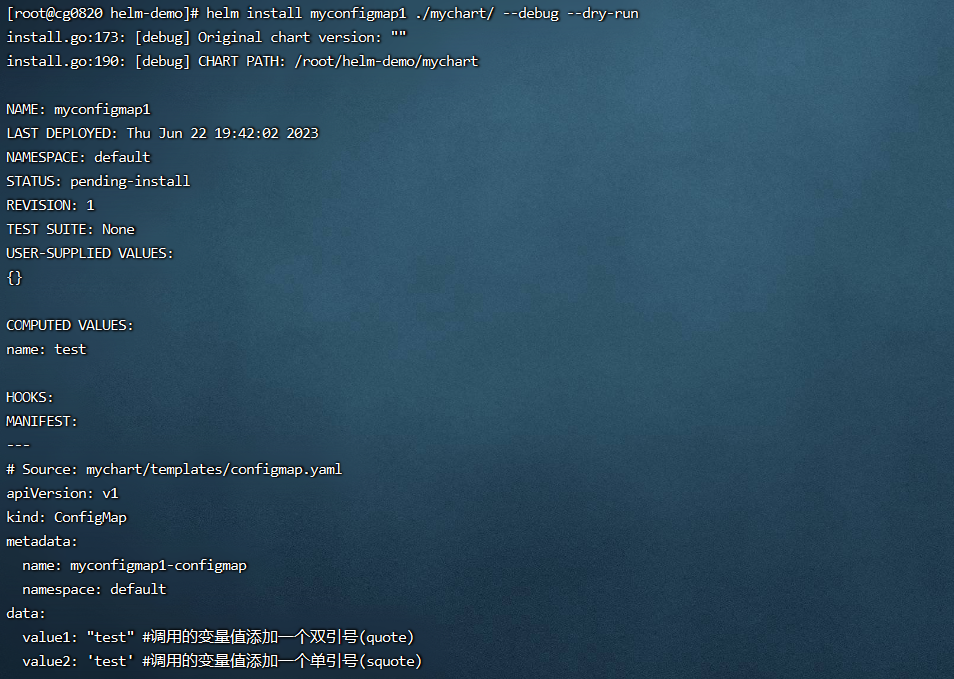 [root@cg0820 helm-demo]# helm install myconfigmap1 ./mychart/ --debug --dry-run
install.go:173: [debug] Original chart version: ""
install.go:190: [debug] CHART PATH: /root/helm-demo/mychart
NAME: myconfigmap1
LAST DEPLOYED: Thu Jun 22 19:42:02 2023
NAMESPACE: default
STATUS: pending-install
REVISION: 1
TEST SUITE: None
USER-SUPPLIED VALUES:
{}
COMPUTED VALUES:
name: test
HOOKS:
MANIFEST:
---
# Source: mychart/templates/configmap.yaml
apiVersion: v1
kind: ConfigMap
metadata:
  name: myconfigmap1-configmap
  namespace: default
data:
  value1: "test" #调用的变量值添加一个双引号(quote)
  value2: 'test' #调用的变量值添加一个单引号(squote)